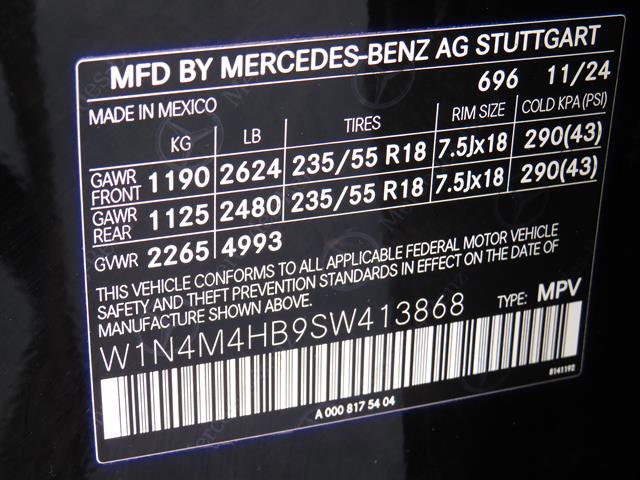 MFD BY MERCEDES-BENZ AG STUTTGART
696 11/24
MADE IN MEXICO
KG LB TIRES RIM SIZE COLD KPA(PSI)
GAWR FRONT 1190 2624 235/55 R18 7.5Jx18 290(43)
GAWR REAR 1125 2480 235/55 R18 7.5Jx18 290(43)
GVWR 2265 4993
THIS VEHICLE CONFORMS TO ALL APPLICABLE FEDERAL MOTOR VEHICLE
SAFETY AND THEFT PREVENTION STANDARDS IN EFFECT ON THE DATE OF
MANUFACTURE SHOWN ABOVE.
W1N4M4HB9SW413868 TYPE: MPV
8141192
A 000 817 54 04